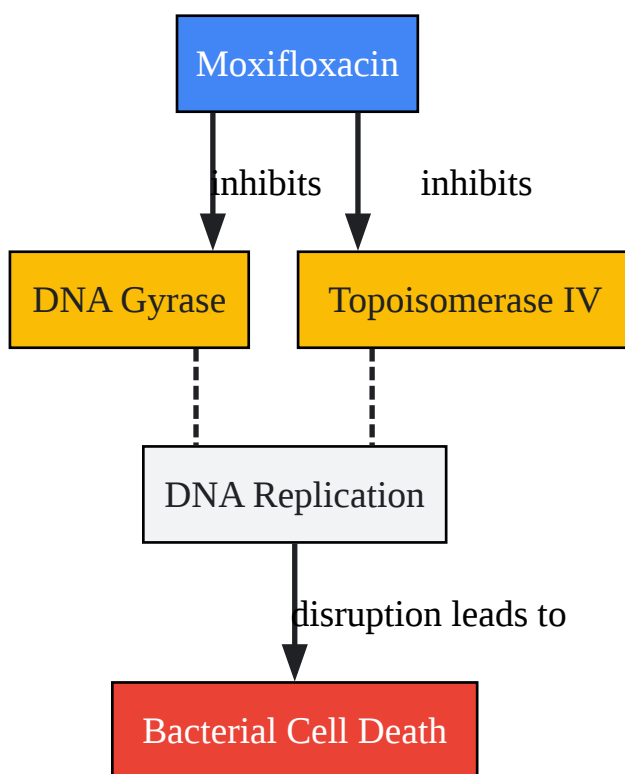 Moxifloxacin
inhibits
inhibits
DNA Gyrase
Topoisomerase IV
DNA Replication
disruption leads to
Bacterial Cell Death